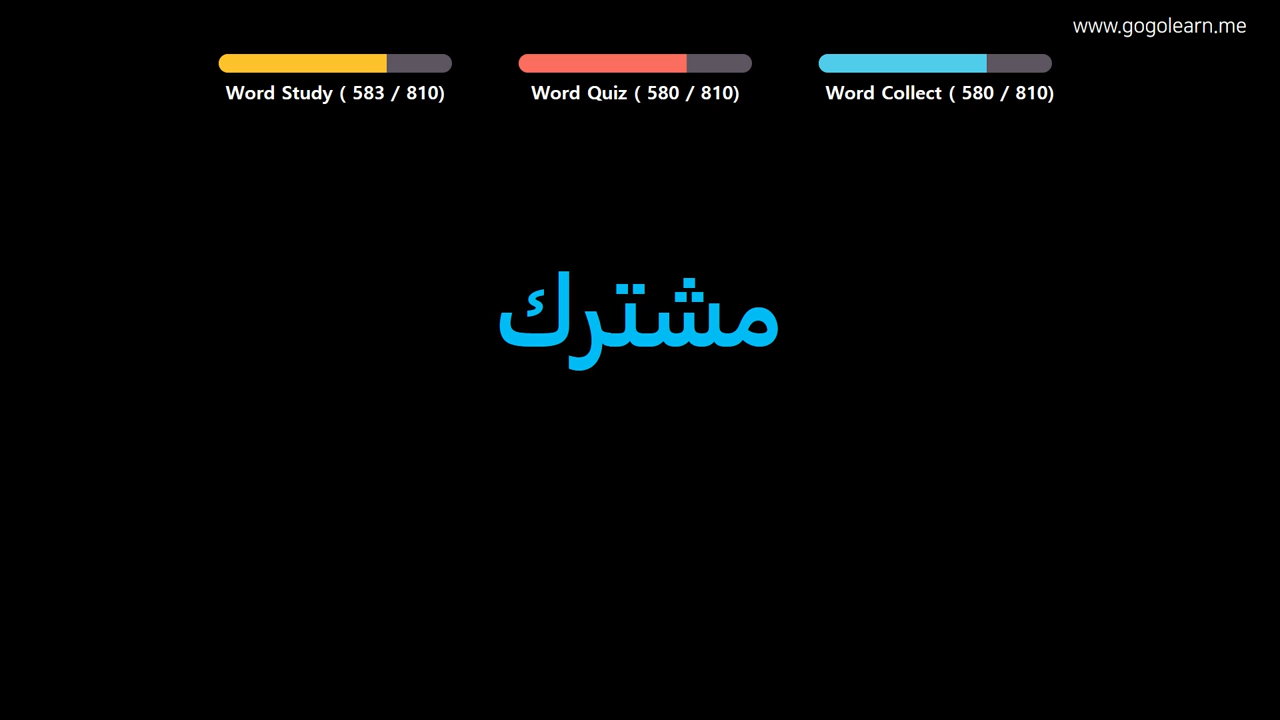 www.gogolearn.me
Word Study ( 583 / 810)
Word Quiz ( 580 / 810)
Word Collect ( 580 / 810)
مشترك